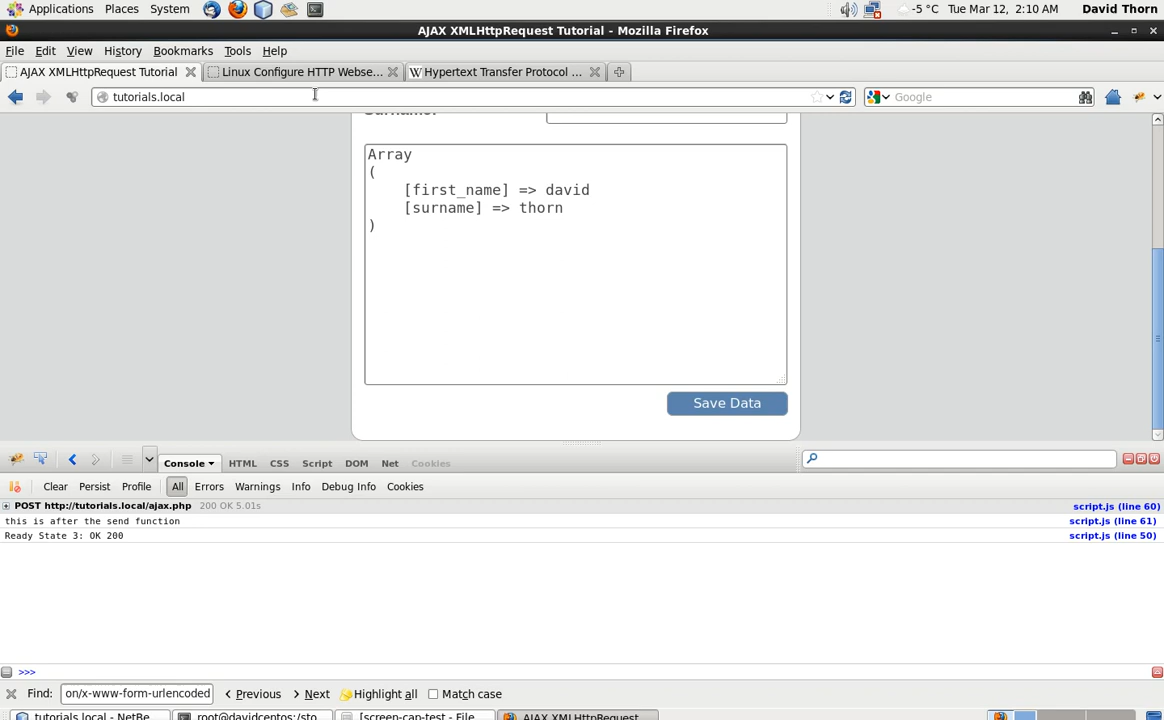 Applications Places System -5 °C Tue Mar 12, 2:10 AM David Thorn
AJAX XMLHttpRequest Tutorial - Mozilla Firefox
File Edit View History Bookmarks Tools Help
AJAX XMLHttpRequest Tutorial Linux Configure HTTP Webse... Hypertext Transfer Protocol ...
tutorials.local Google
Surname:
Array
(
[first_name] => david
[surname] => thorn
)
Save Data
Console HTML CSS Script DOM Net Cookies
Clear Persist Profile All Errors Warnings Info Debug Info Cookies
POST http://tutorials.local/ajax.php 200 OK 5.01s script.js (line 60)
this is after the send function script.js (line 61)
Ready State 3: OK 200 script.js (line 50)
>>>
Find: on/x-www-form-urlencoded Previous Next Highlight all Match case
tutorials.local - NetBe... root@davidcentos:/sto... [screen-cap-test - File ... AJAX XMLHttpRequest ...